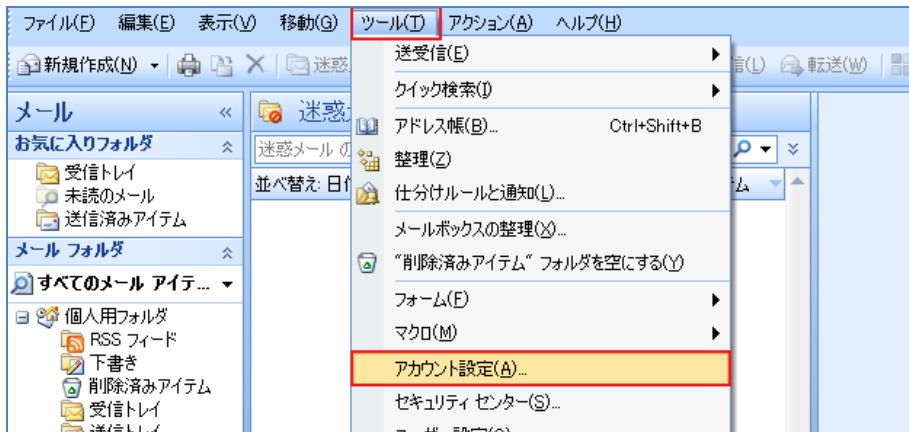 ファイル(F) 編集(E) 表示(V) 移動(G) ツール(T) アクション(A) ヘルプ(H)
新規作成(N) 迷惑 信(L) 転送(W)
メール
お気に入りフォルダ
受信トレイ
未読のメール
送信済みアイテム
メール フォルダ
すべてのメール アイテ...
個人用フォルダ
RSS フィード
下書き
削除済みアイテム
受信トレイ
送信トレイ
迷惑
迷惑メール の
並べ替え: 日付
送受信(E)
クイック検索(I)
アドレス帳(B)... Ctrl+Shift+B
整理(Z)
仕分けルールと通知(L)...
メールボックスの整理(X)...
"削除済みアイテム" フォルダを空にする(Y)
フォーム(F)
マクロ(M)
アカウント設定(A)...
セキュリティ センター(S)...